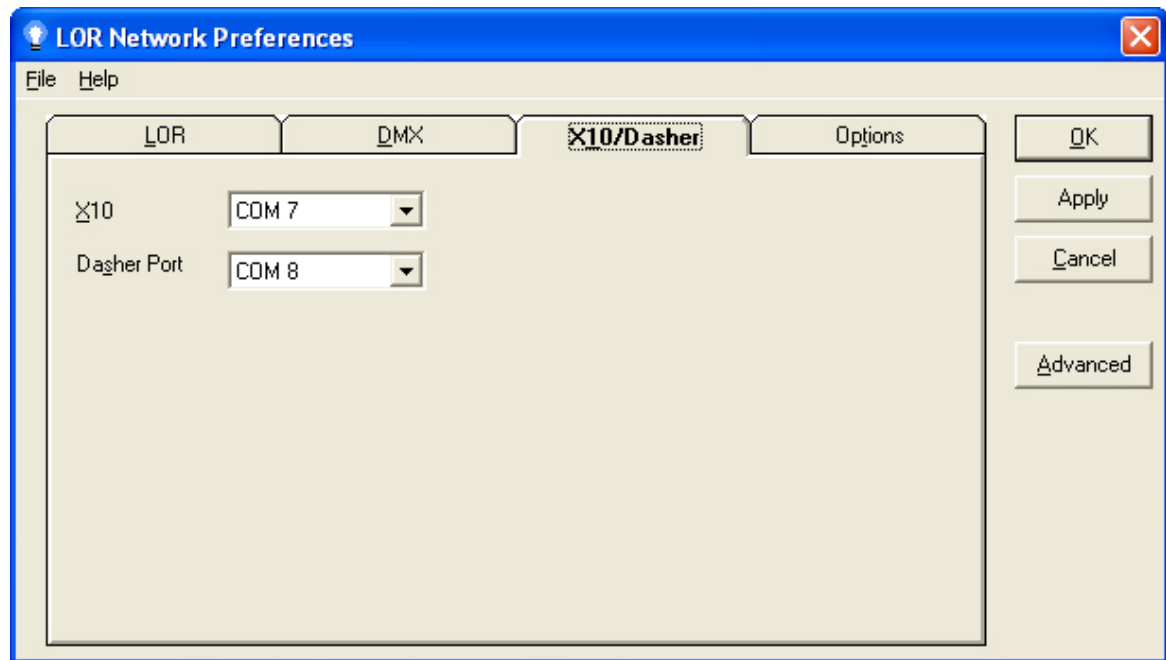 LOR Network Preferences
File Help
LOR DMX X10/Dasher Options
OK
X10 COM 7
Apply
Dasher Port COM 8
Cancel
Advanced